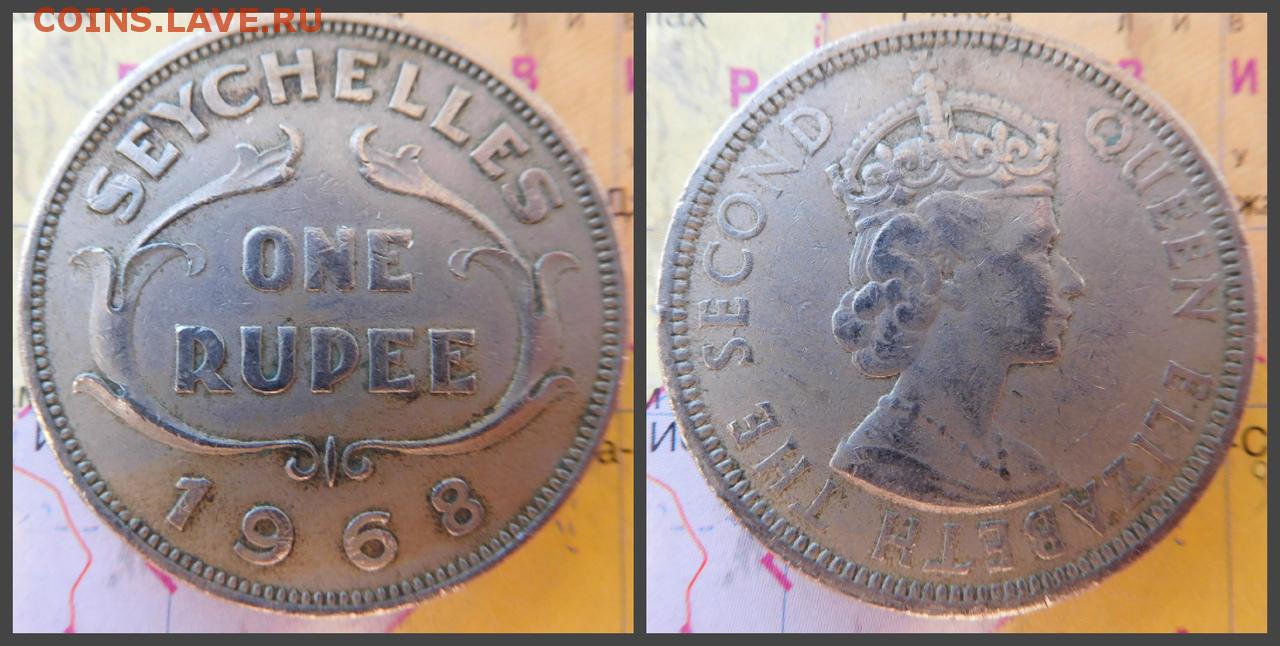 COINS.LAVE.RU
SEYCHELLES
ONE
RUPEE
1968
QUEEN ELIZABETH THE SECOND